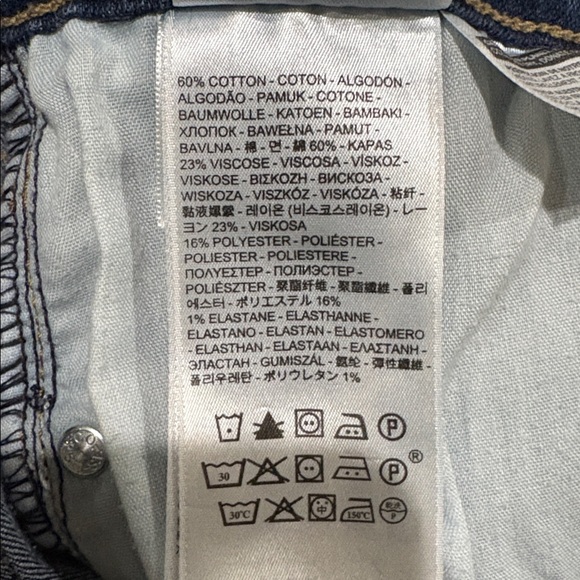 60% COTTON - COTON - ALGODÓN -
ALGODÃO - PAMUK - COTONE -
BAUMWOLLE - KATOEN - BAMBAKI -
ХЛОПОК - BAWEŁNA - PAMUT -
BAVLNA - 棉 - 면 - 綿 60% - KAPAS
23% VISCOSE - VISCOSA - VİSKOZ -
VISKOSE - ΒΙΣΚΟΖΗ - ВИСКОЗА -
WISKOZA - VISZKÓZ - VISKÓZA - 粘纤 -
黏液嫘縈 - 레이온 (비스코스레이온) - レー
ヨン 23% - VISKOSA
16% POLYESTER - POLIÉSTER -
POLIESTER - POLIESTERE -
ΠΟΛΥΕΣΤΕΡ - ПОЛИЭСТЕР -
POLIÉSZTER - 聚酯纤维 - 聚酯纖維 - 폴리
에스터 - ポリエステル 16%
1% ELASTANE - ELASTHANNE -
ELASTANO - ELASTAN - ELASTOMERO
- ELASTHAN - ELASTAAN - ΕΛΑΣΤΑΝΗ -
ЭЛАСТАН - GUMISZÁL - 氨纶 - 彈性纖維 -
폴리우레탄 - ポリウレタン 1%
P
30 P ®
30℃ 中 150℃ P